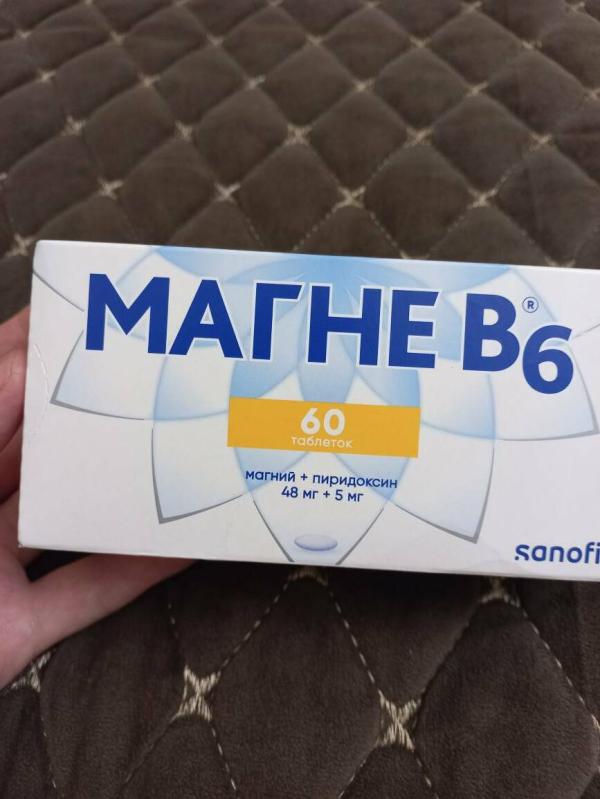 МАГНЕ B6®
60
таблеток
магний + пиридоксин
48 мг + 5 мг
sanofi